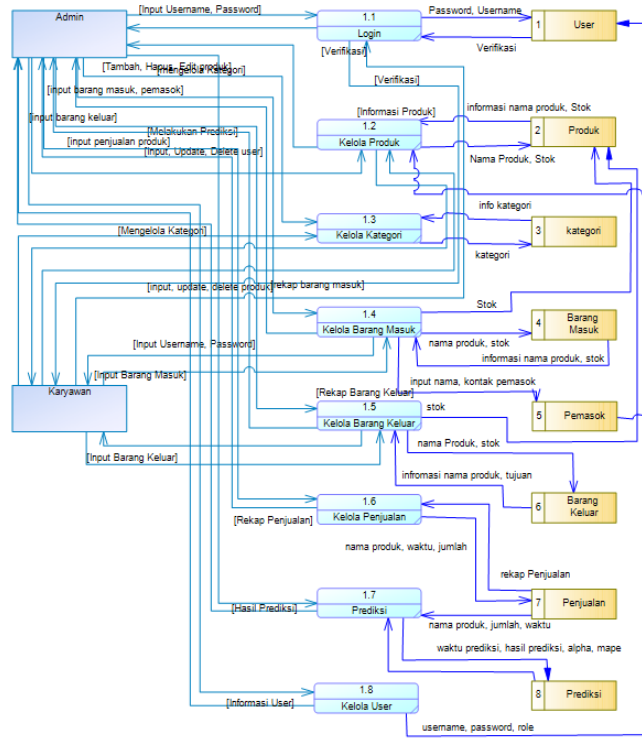 Admin
[Input Username, Password]
1.1
Login
Password, Username
1
User
Verifikasi
[Verifikasi]
[Tambah, Hapus, Edit produk]
[mengelola Kategori]
[Verifikasi]
[input barang masuk, pemasok]
[input barang keluar]
[Melakukan Prediksi]
[input penjualan produk]
[Input, Update, Delete user]
[Informasi Produk]
1.2
Kelola Produk
informasi nama produk, Stok
2
Produk
Nama Produk, Stok
[Mengelola Kategori]
1.3
Kelola Kategori
info kategori
3
kategori
kategori
[input, update, delete produk]
[rekap barang masuk]
1.4
Kelola Barang Masuk
Stok
4
Barang
Masuk
nama produk, stok
informasi nama produk, stok
[Input Username, Password]
[Input Barang Masuk]
Karyawan
[Rekap Barang Keluar]
input nama, kontak pemasok
5
Pemasok
1.5
Kelola Barang Keluar
stok
nama Produk, stok
[Input Barang Keluar]
infromasi nama produk, tujuan
6
Barang
Keluar
1.6
Kelola Penjualan
[Rekap Penjualan]
nama produk, waktu, jumlah
rekap Penjualan
7
Penjualan
1.7
Prediksi
[Hasil Prediksi]
nama produk, jumlah, waktu
waktu prediksi, hasil prediksi, alpha, mape
8
Prediksi
1.8
Kelola User
[Informasi User]
username, password, role